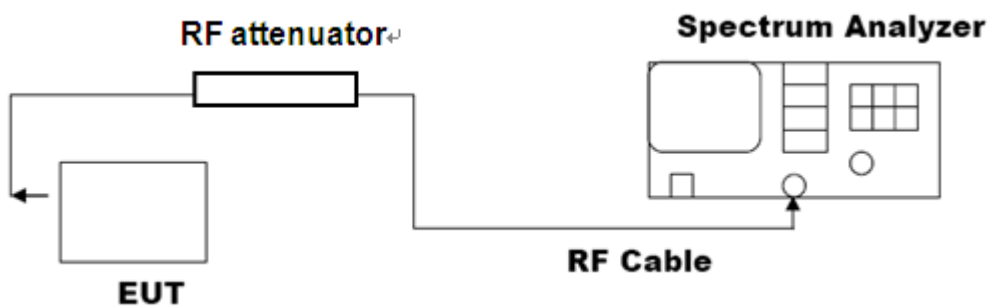 RF attenuator↵
Spectrum Analyzer
RF Cable
EUT